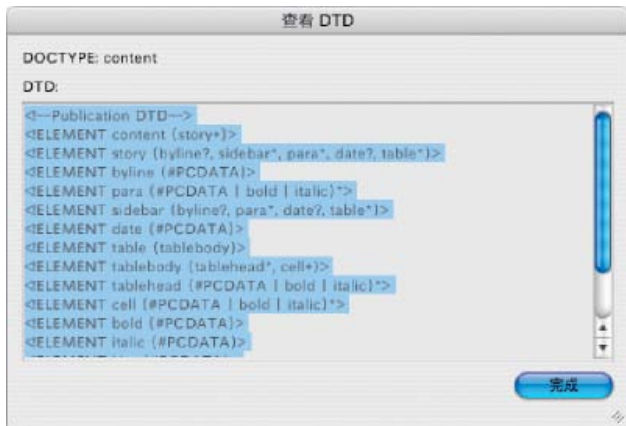 查看 DTD
DOCTYPE: content
DTD:
<!--Publication DTD-->
<!ELEMENT content (story+)>
<!ELEMENT story (byline?, sidebar*, para*, date?, table*)>
<!ELEMENT byline (#PCDATA)>
<!ELEMENT para (#PCDATA | bold | italic)*>
<!ELEMENT sidebar (byline?, para*, date?, table*)>
<!ELEMENT date (#PCDATA)>
<!ELEMENT table (tablebody)>
<!ELEMENT tablebody (tablehead*, cell+)>
<!ELEMENT tablehead (#PCDATA | bold | italic)*>
<!ELEMENT cell (#PCDATA | bold | italic)*>
<!ELEMENT bold (#PCDATA)>
<!ELEMENT italic (#PCDATA)>
完成